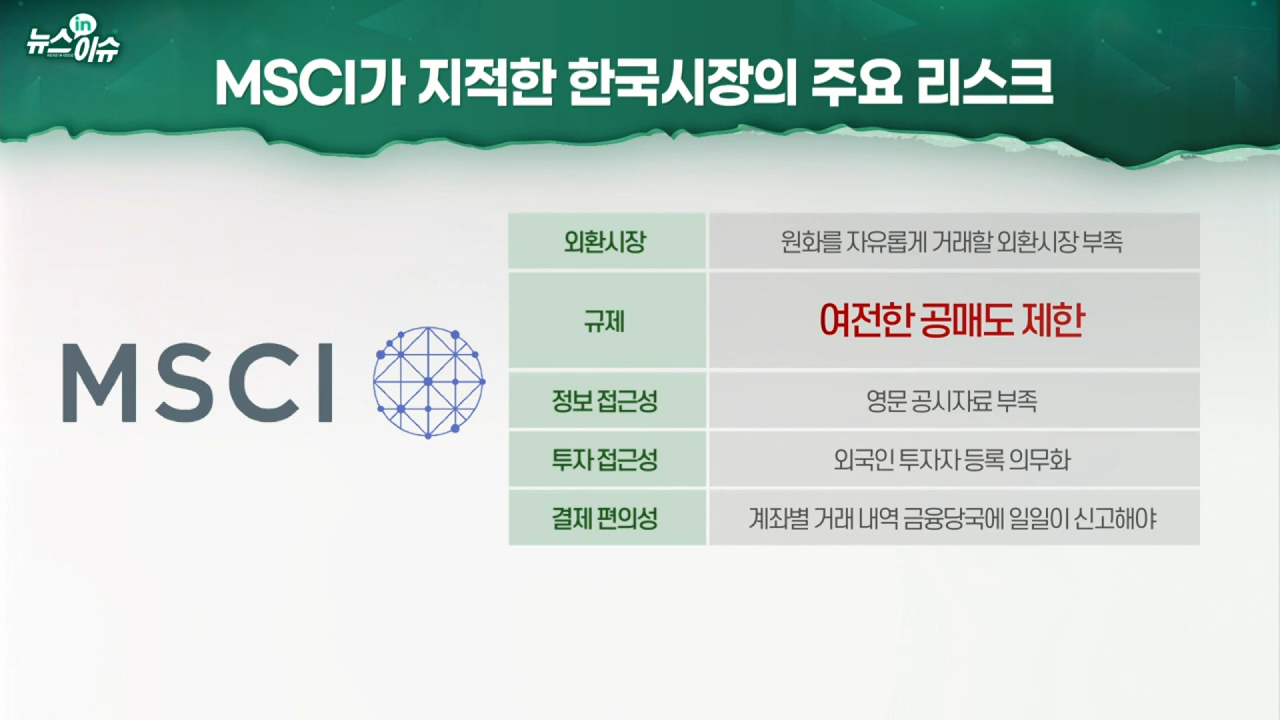 뉴스in이슈
MSCI가 지적한 한국시장의 주요 리스크
MSCI
외환시장
원화를 자유롭게 거래할 외환시장 부족
규제
여전한 공매도 제한
정보 접근성
영문 공시자료 부족
투자 접근성
외국인 투자자 등록 의무화
결제 편의성
계좌별 거래 내역 금융당국에 일일이 신고해야